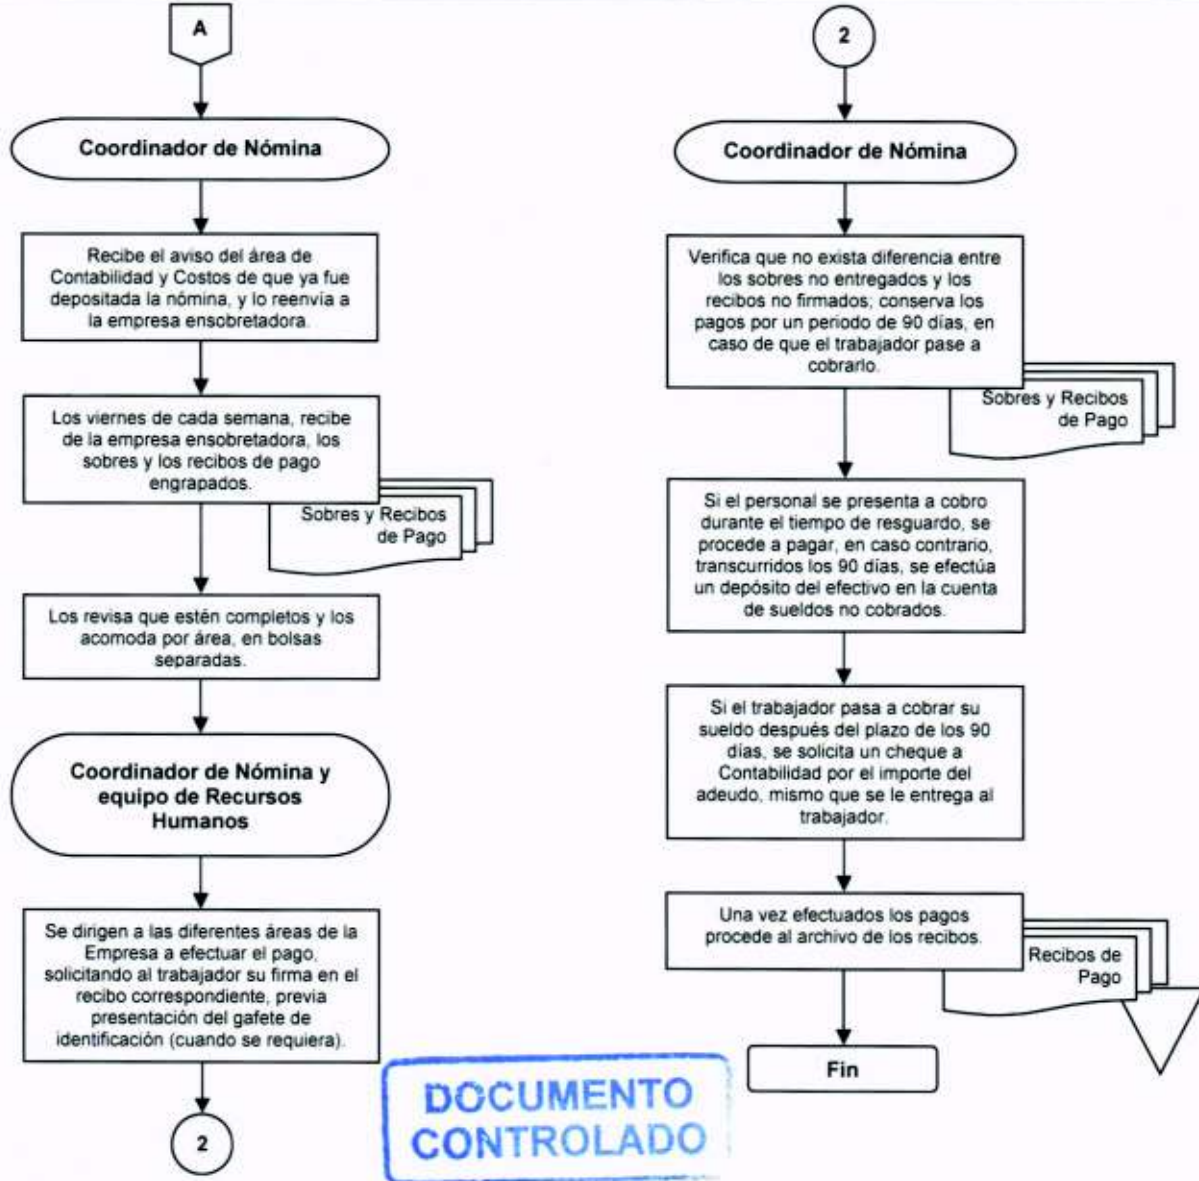 A
Coordinador de Nómina
Recibe el aviso del área de
Contabilidad y Costos de que ya fue
depositada la nómina, y lo reenvía a
la empresa ensobretadora.
Los viernes de cada semana, recibe
de la empresa ensobretadora, los
sobres y los recibos de pago
engrapados.
Sobres y Recibos
de Pago
Los revisa que estén completos y los
acomoda por área, en bolsas
separadas.
Coordinador de Nómina y
equipo de Recursos
Humanos
Se dirigen a las diferentes áreas de la
Empresa a efectuar el pago,
solicitando al trabajador su firma en el
recibo correspondiente, previa
presentación del gafete de
identificación (cuando se requiera).
2
2
Coordinador de Nómina
Verifica que no exista diferencia entre
los sobres no entregados y los
recibos no firmados; conserva los
pagos por un periodo de 90 días, en
caso de que el trabajador pase a
cobrarlo.
Sobres y Recibos
de Pago
Si el personal se presenta a cobro
durante el tiempo de resguardo, se
procede a pagar, en caso contrario,
transcurridos los 90 días, se efectúa
un depósito del efectivo en la cuenta
de sueldos no cobrados.
Si el trabajador pasa a cobrar su
sueldo después del plazo de los 90
días, se solicita un cheque a
Contabilidad por el importe del
adeudo, mismo que se le entrega al
trabajador.
Una vez efectuados los pagos
procede al archivo de los recibos.
Recibos de
Pago
Fin
DOCUMENTO
CONTROLADO